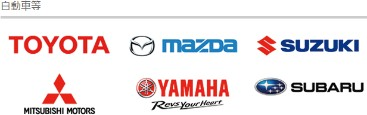 自動車等
TOYOTA mazda SUZUKI
MITSUBISHI MOTORS YAMAHA SUBARU
Revs Your Heart